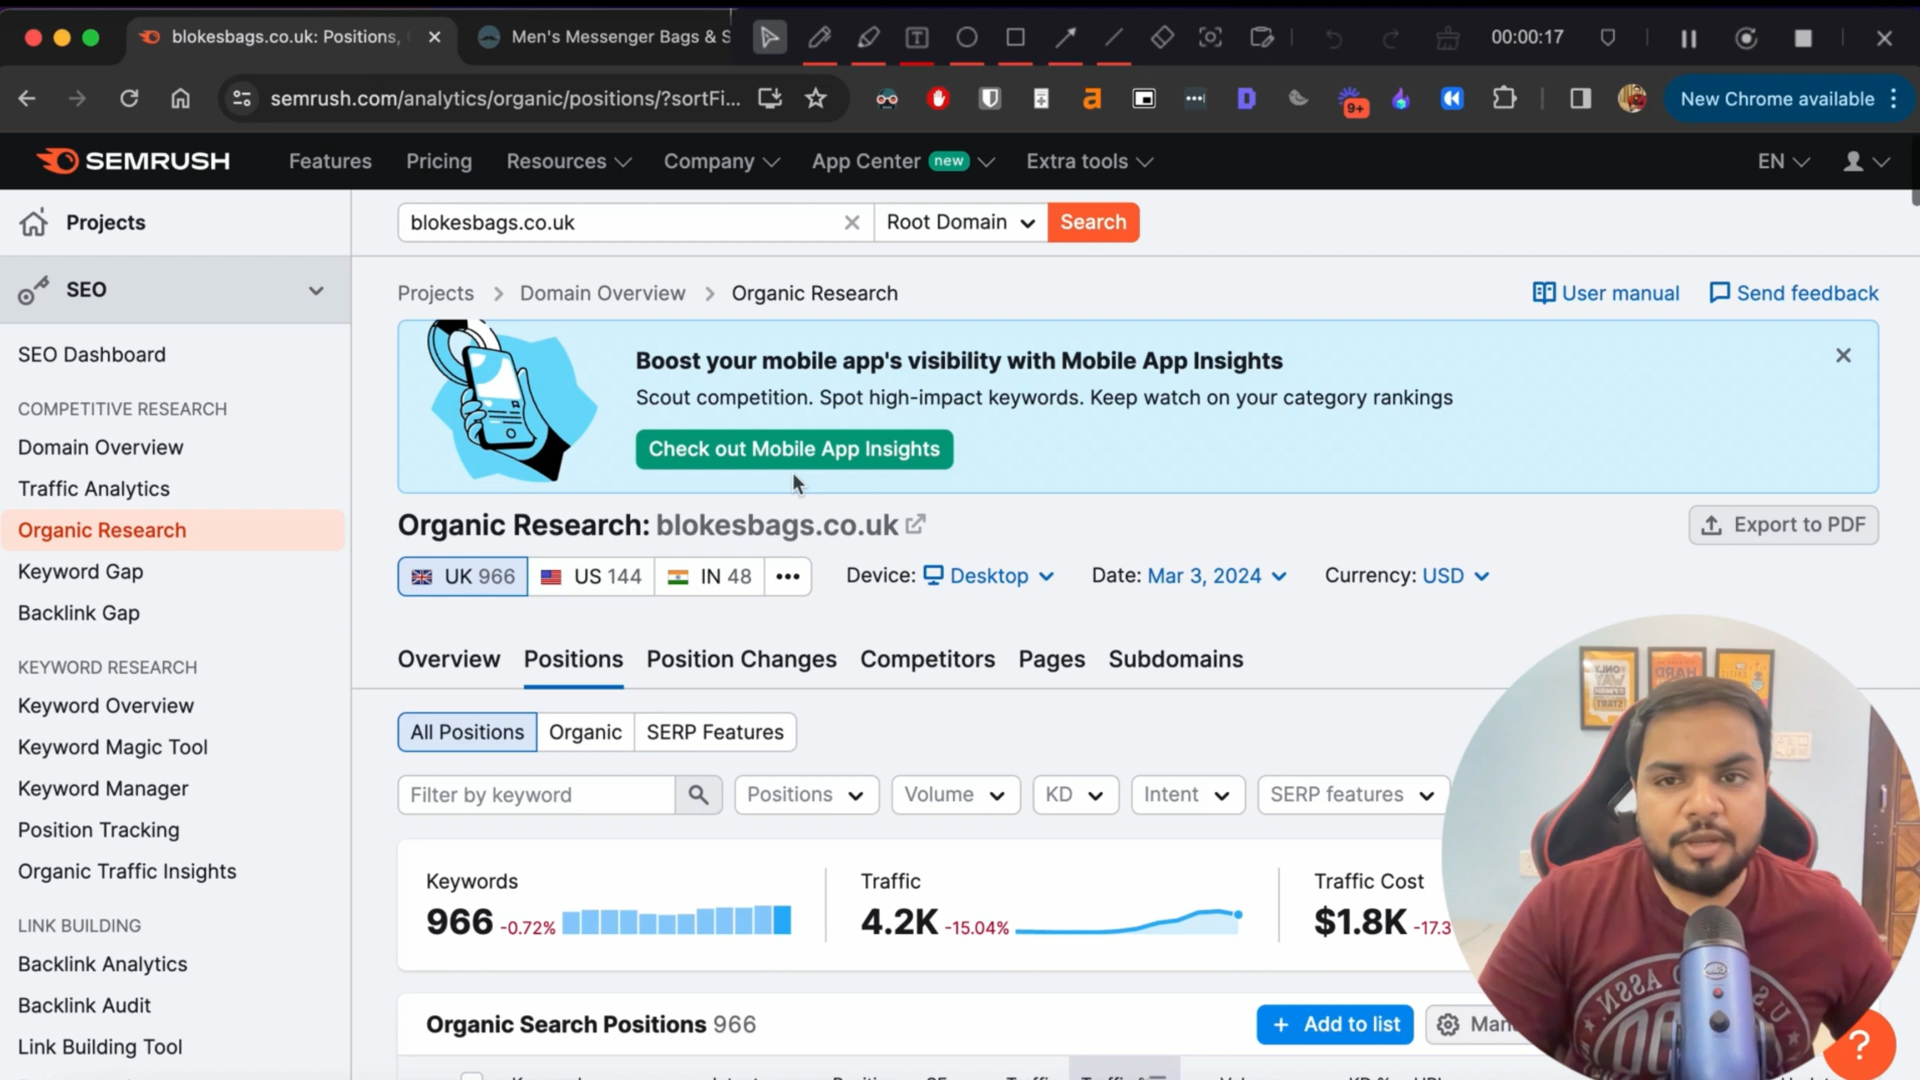 blokesbags.co.uk: Positions,
Men's Messenger Bags & S
00:00:17
semrush.com/analytics/organic/positions/?sortFi...
9+
New Chrome available
SEMRUSH
Features
Pricing
Resources
Company
App Center new
Extra tools
EN
Projects
blokesbags.co.uk
Root Domain
Search
SEO
Projects > Domain Overview > Organic Research
User manual
Send feedback
Boost your mobile app's visibility with Mobile App Insights
Scout competition. Spot high-impact keywords. Keep watch on your category rankings
Check out Mobile App Insights
SEO Dashboard
COMPETITIVE RESEARCH
Domain Overview
Traffic Analytics
Organic Research
Keyword Gap
Backlink Gap
KEYWORD RESEARCH
Keyword Overview
Keyword Magic Tool
Keyword Manager
Position Tracking
Organic Traffic Insights
LINK BUILDING
Backlink Analytics
Backlink Audit
Link Building Tool
Organic Research: blokesbags.co.uk
Export to PDF
UK 966
US 144
IN 48
Device: Desktop
Date: Mar 3, 2024
Currency: USD
Overview
Positions
Position Changes
Competitors
Pages
Subdomains
All Positions
Organic
SERP Features
Filter by keyword
Positions
Volume
KD
Intent
SERP features
Keywords
966 -0.72%
Traffic
4.2K -15.04%
Traffic Cost
$1.8K -17.3
Organic Search Positions 966
+ Add to list
?